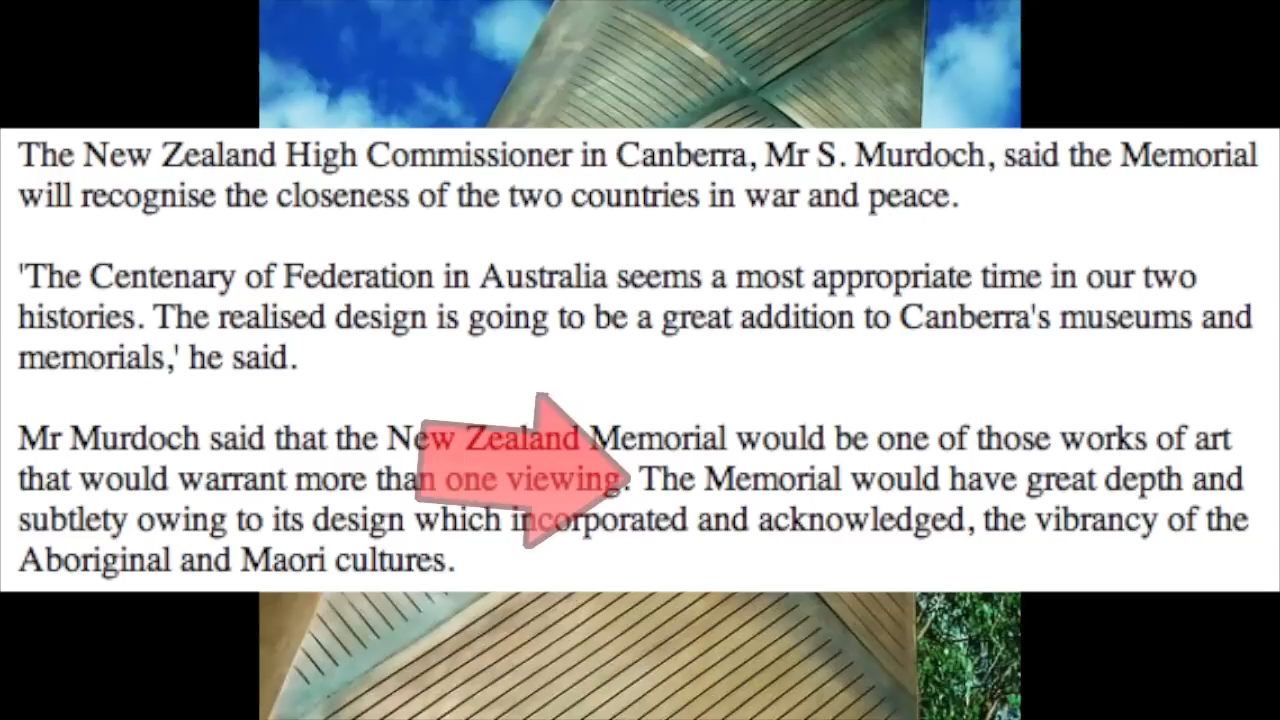 The New Zealand High Commissioner in Canberra, Mr S. Murdoch, said the Memorial
will recognise the closeness of the two countries in war and peace.
'The Centenary of Federation in Australia seems a most appropriate time in our two
histories. The realised design is going to be a great addition to Canberra's museums and
memorials,' he said.
Mr Murdoch said that the New Zealand Memorial would be one of those works of art
that would warrant more than one viewing. The Memorial would have great depth and
subtlety owing to its design which incorporated and acknowledged, the vibrancy of the
Aboriginal and Maori cultures.